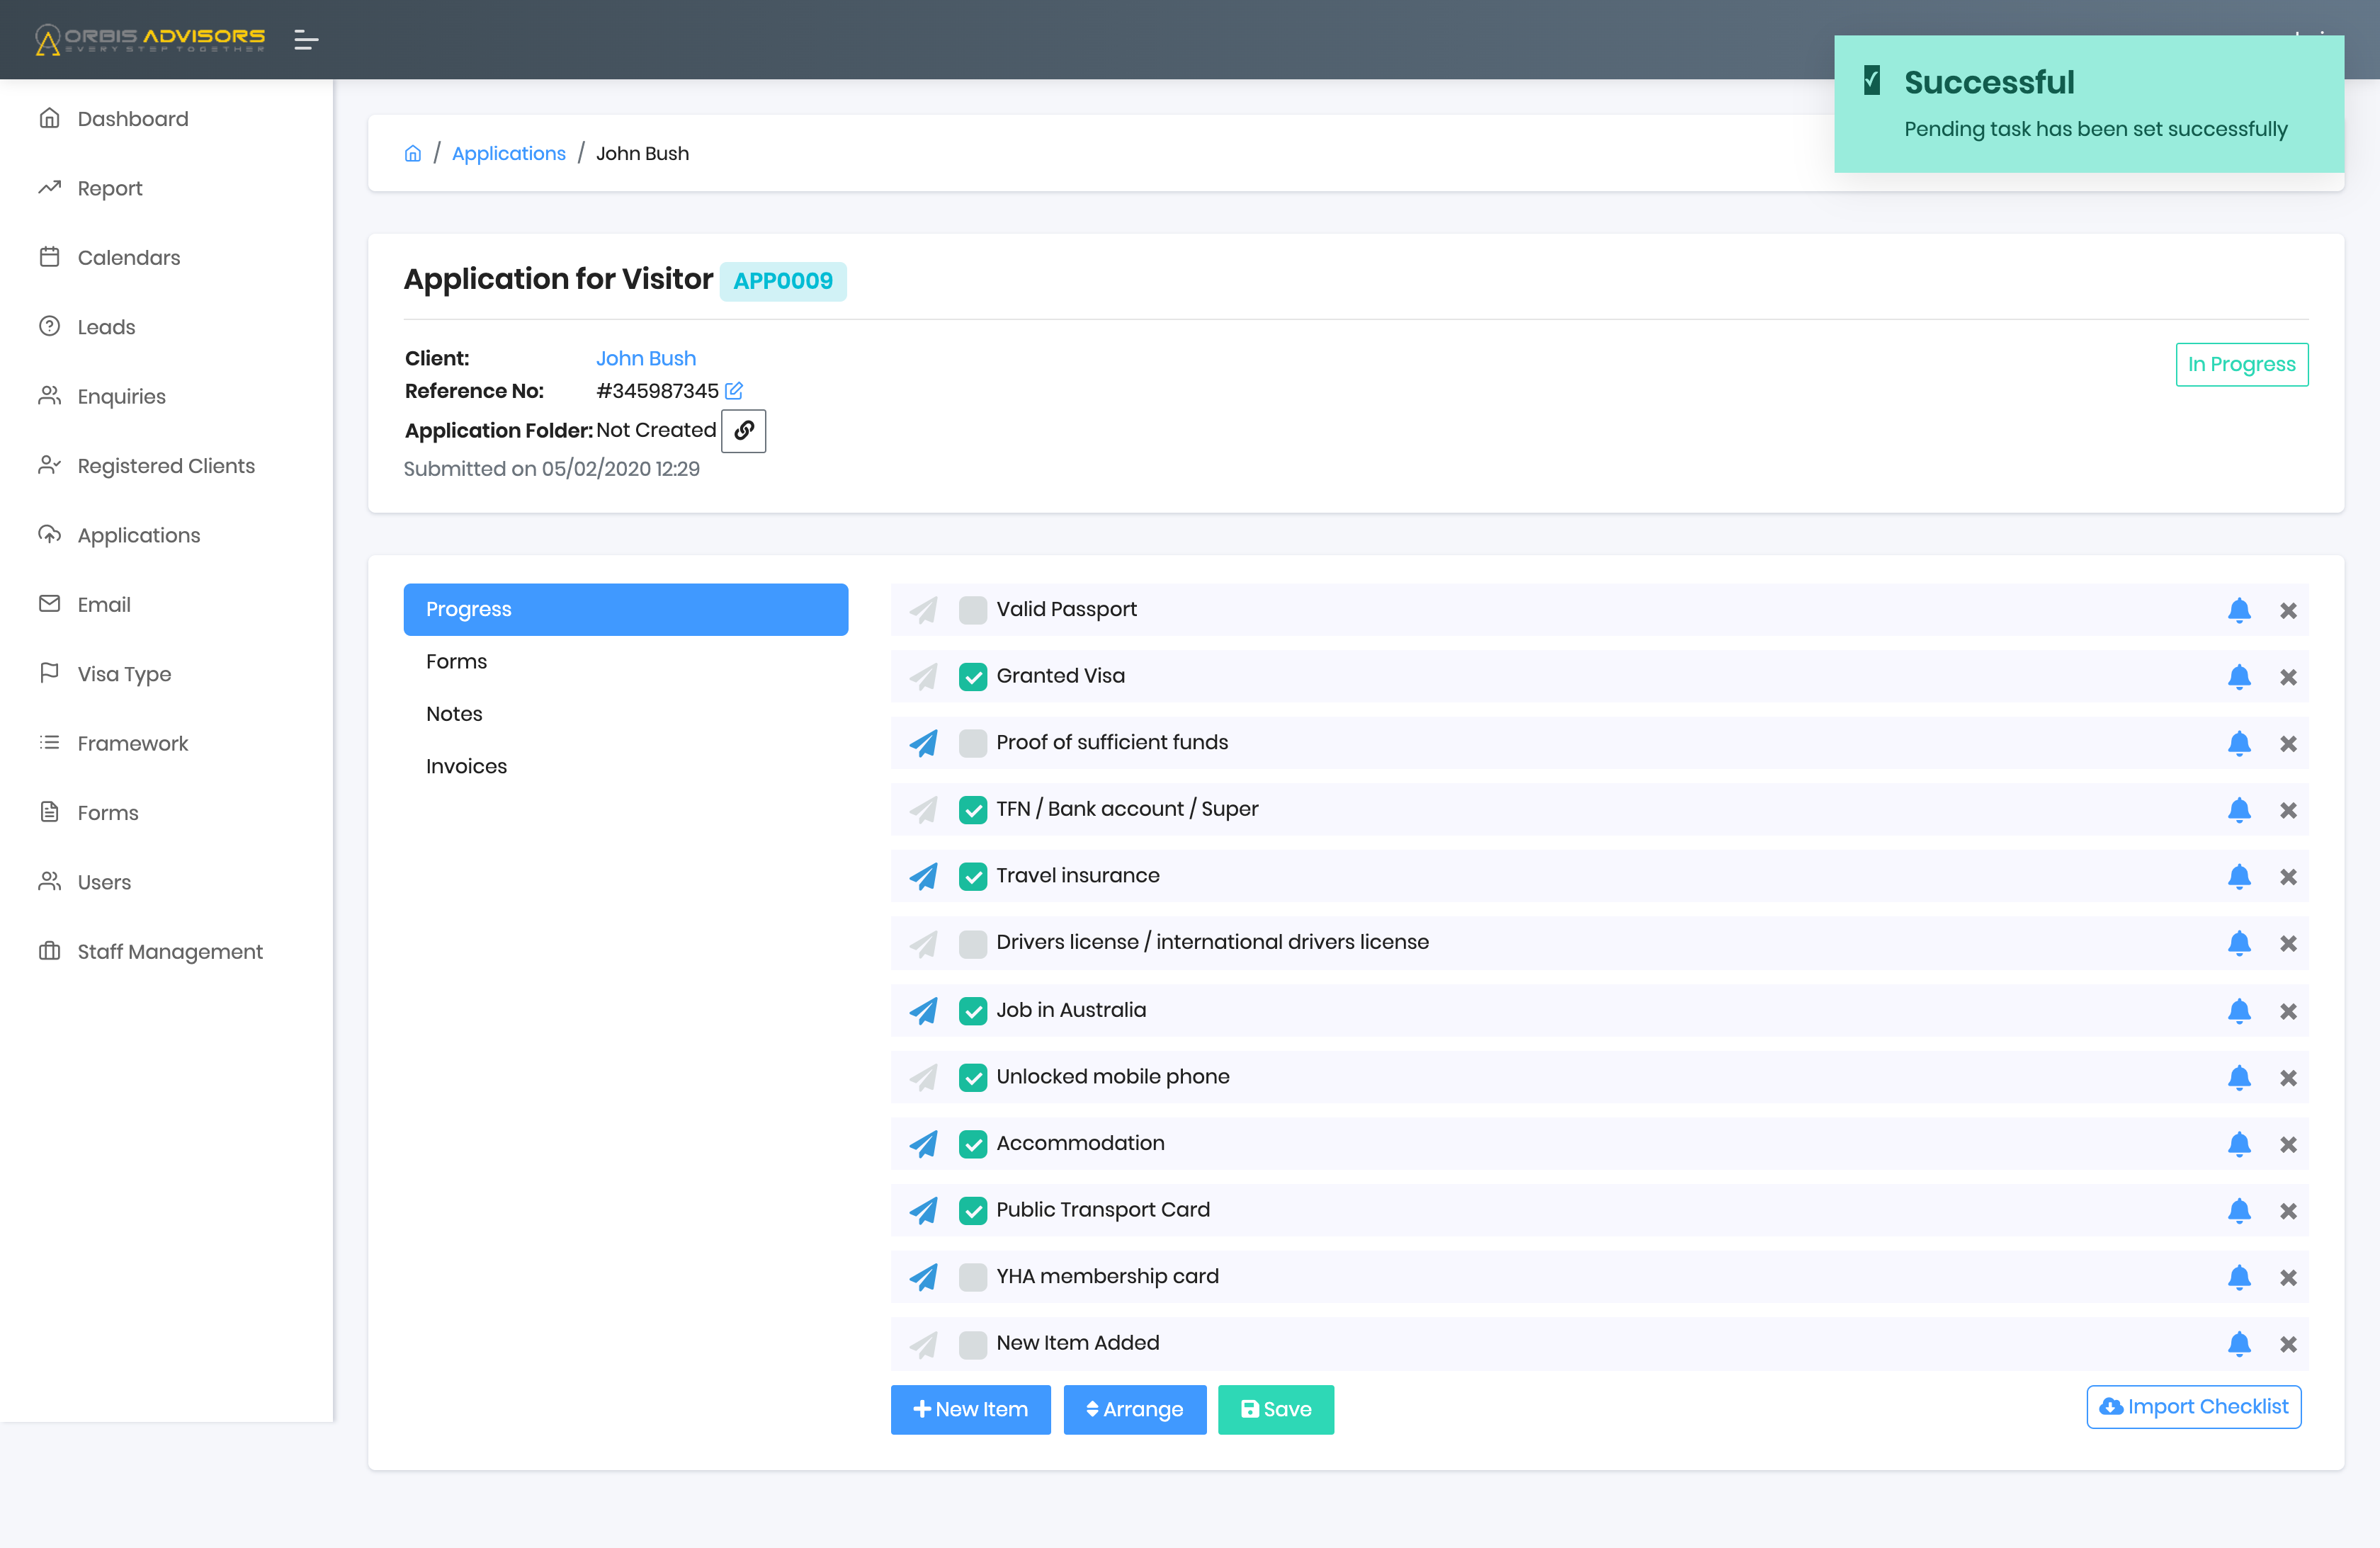 ORBIS ADVISORS
EVERY STEP TOGETHER
Successful
Pending task has been set successfully
Dashboard
Report
Calendars
Leads
Enquiries
Registered Clients
Applications
Email
Visa Type
Framework
Forms
Users
Staff Management
/ Applications / John Bush
Application for Visitor APP0009
Client: John Bush
Reference No: #345987345
Application Folder: Not Created
Submitted on 05/02/2020 12:29
In Progress
Progress
Forms
Notes
Invoices
Valid Passport
Granted Visa
Proof of sufficient funds
TFN / Bank account / Super
Travel insurance
Drivers license / international drivers license
Job in Australia
Unlocked mobile phone
Accommodation
Public Transport Card
YHA membership card
New Item Added
New Item
Arrange
Save
Import Checklist